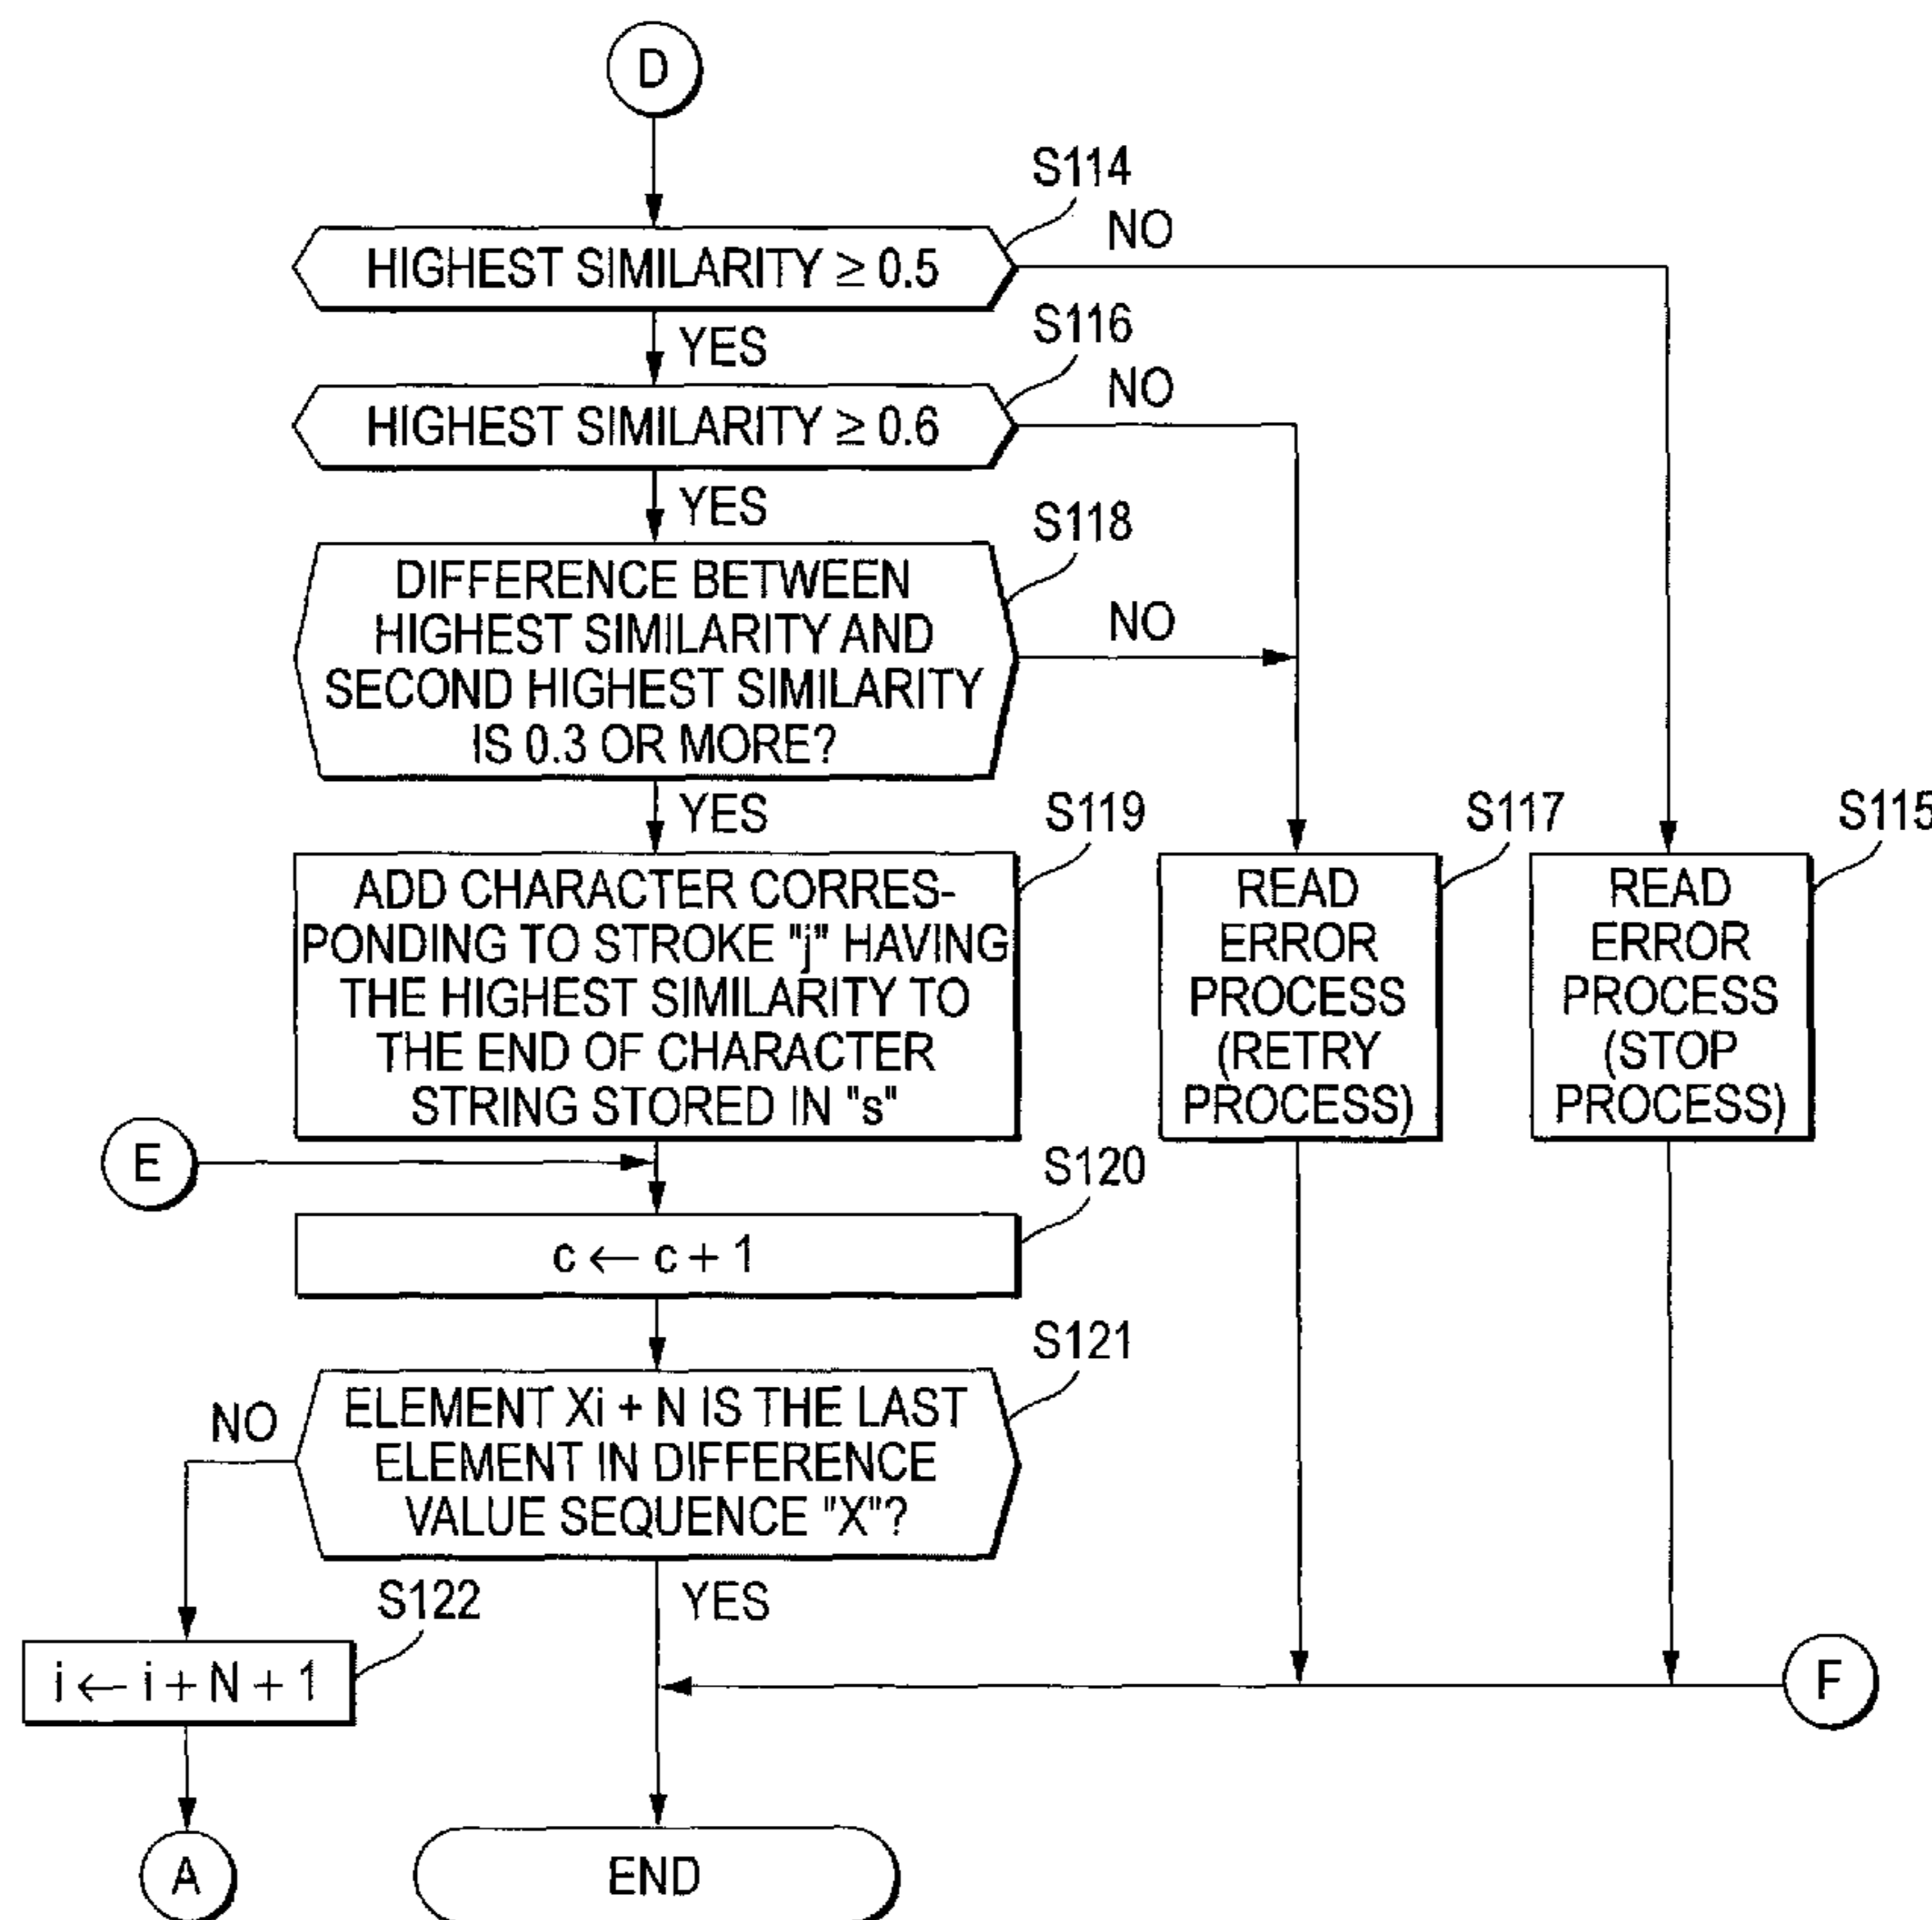 D
S114
HIGHEST SIMILARITY ≥ 0.5
NO
YES
S116
HIGHEST SIMILARITY ≥ 0.6
NO
YES
S118
DIFFERENCE BETWEEN
HIGHEST SIMILARITY AND
SECOND HIGHEST SIMILARITY
IS 0.3 OR MORE?
NO
YES
S119
ADD CHARACTER CORRES-
PONDING TO STROKE "j" HAVING
THE HIGHEST SIMILARITY TO
THE END OF CHARACTER
STRING STORED IN "s"
S117
READ
ERROR
PROCESS
(RETRY
PROCESS)
S115
READ
ERROR
PROCESS
(STOP
PROCESS)
E
S120
c ← c + 1
S121
ELEMENT Xi + N IS THE LAST
ELEMENT IN DIFFERENCE
VALUE SEQUENCE "X"?
NO
YES
S122
i ← i + N + 1
F
A
END